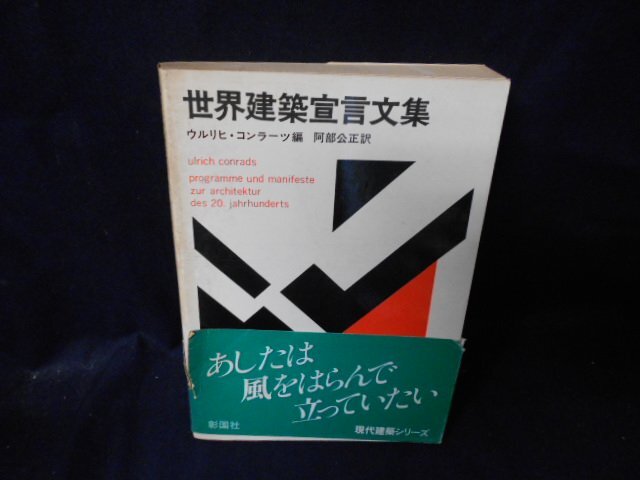 世界建築宣言文集
ウルリヒ・コンラーツ編 阿部公正訳
ulrich conrads
programme und manifeste
zur architektur
des 20. jahrhunderts
あしたは
風をはらんで
立っていたい
彰国社
現代建築シリーズ